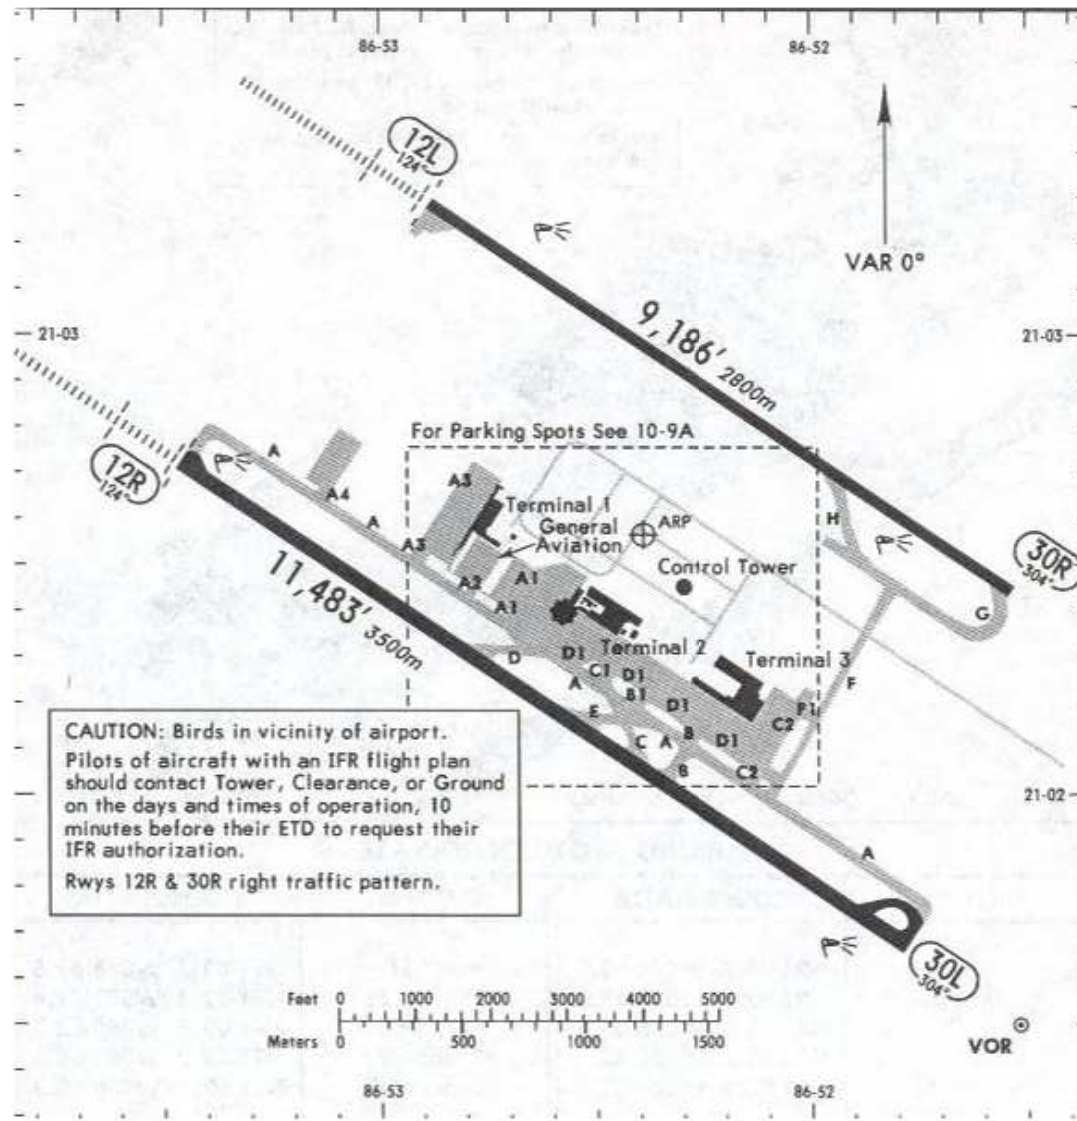 86-53
86-52
12L
124°
VAR 0°
21-03
21-03
9,186' 2800m
For Parking Spots See 10-9A
12R
124°
A
A4
A
A3
A3
Terminal 1
General
Aviation
ARP
Control Tower
H
30R
304°
G
A2
A1
A1
11,483' 3500m
Terminal 2
Terminal 3
D
D1
C1
D1
A
B1
D1
E
F
F1
C2
B
C
A
D1
B
C2
21-02
A
CAUTION: Birds in vicinity of airport.
Pilots of aircraft with an IFR flight plan
should contact Tower, Clearance, or Ground
on the days and times of operation, 10
minutes before their ETD to request their
IFR authorization.
Rwys 12R & 30R right traffic pattern.
30L
304°
VOR
Feet 0 1000 2000 3000 4000 5000
Meters 0 500 1000 1500
86-53
86-52